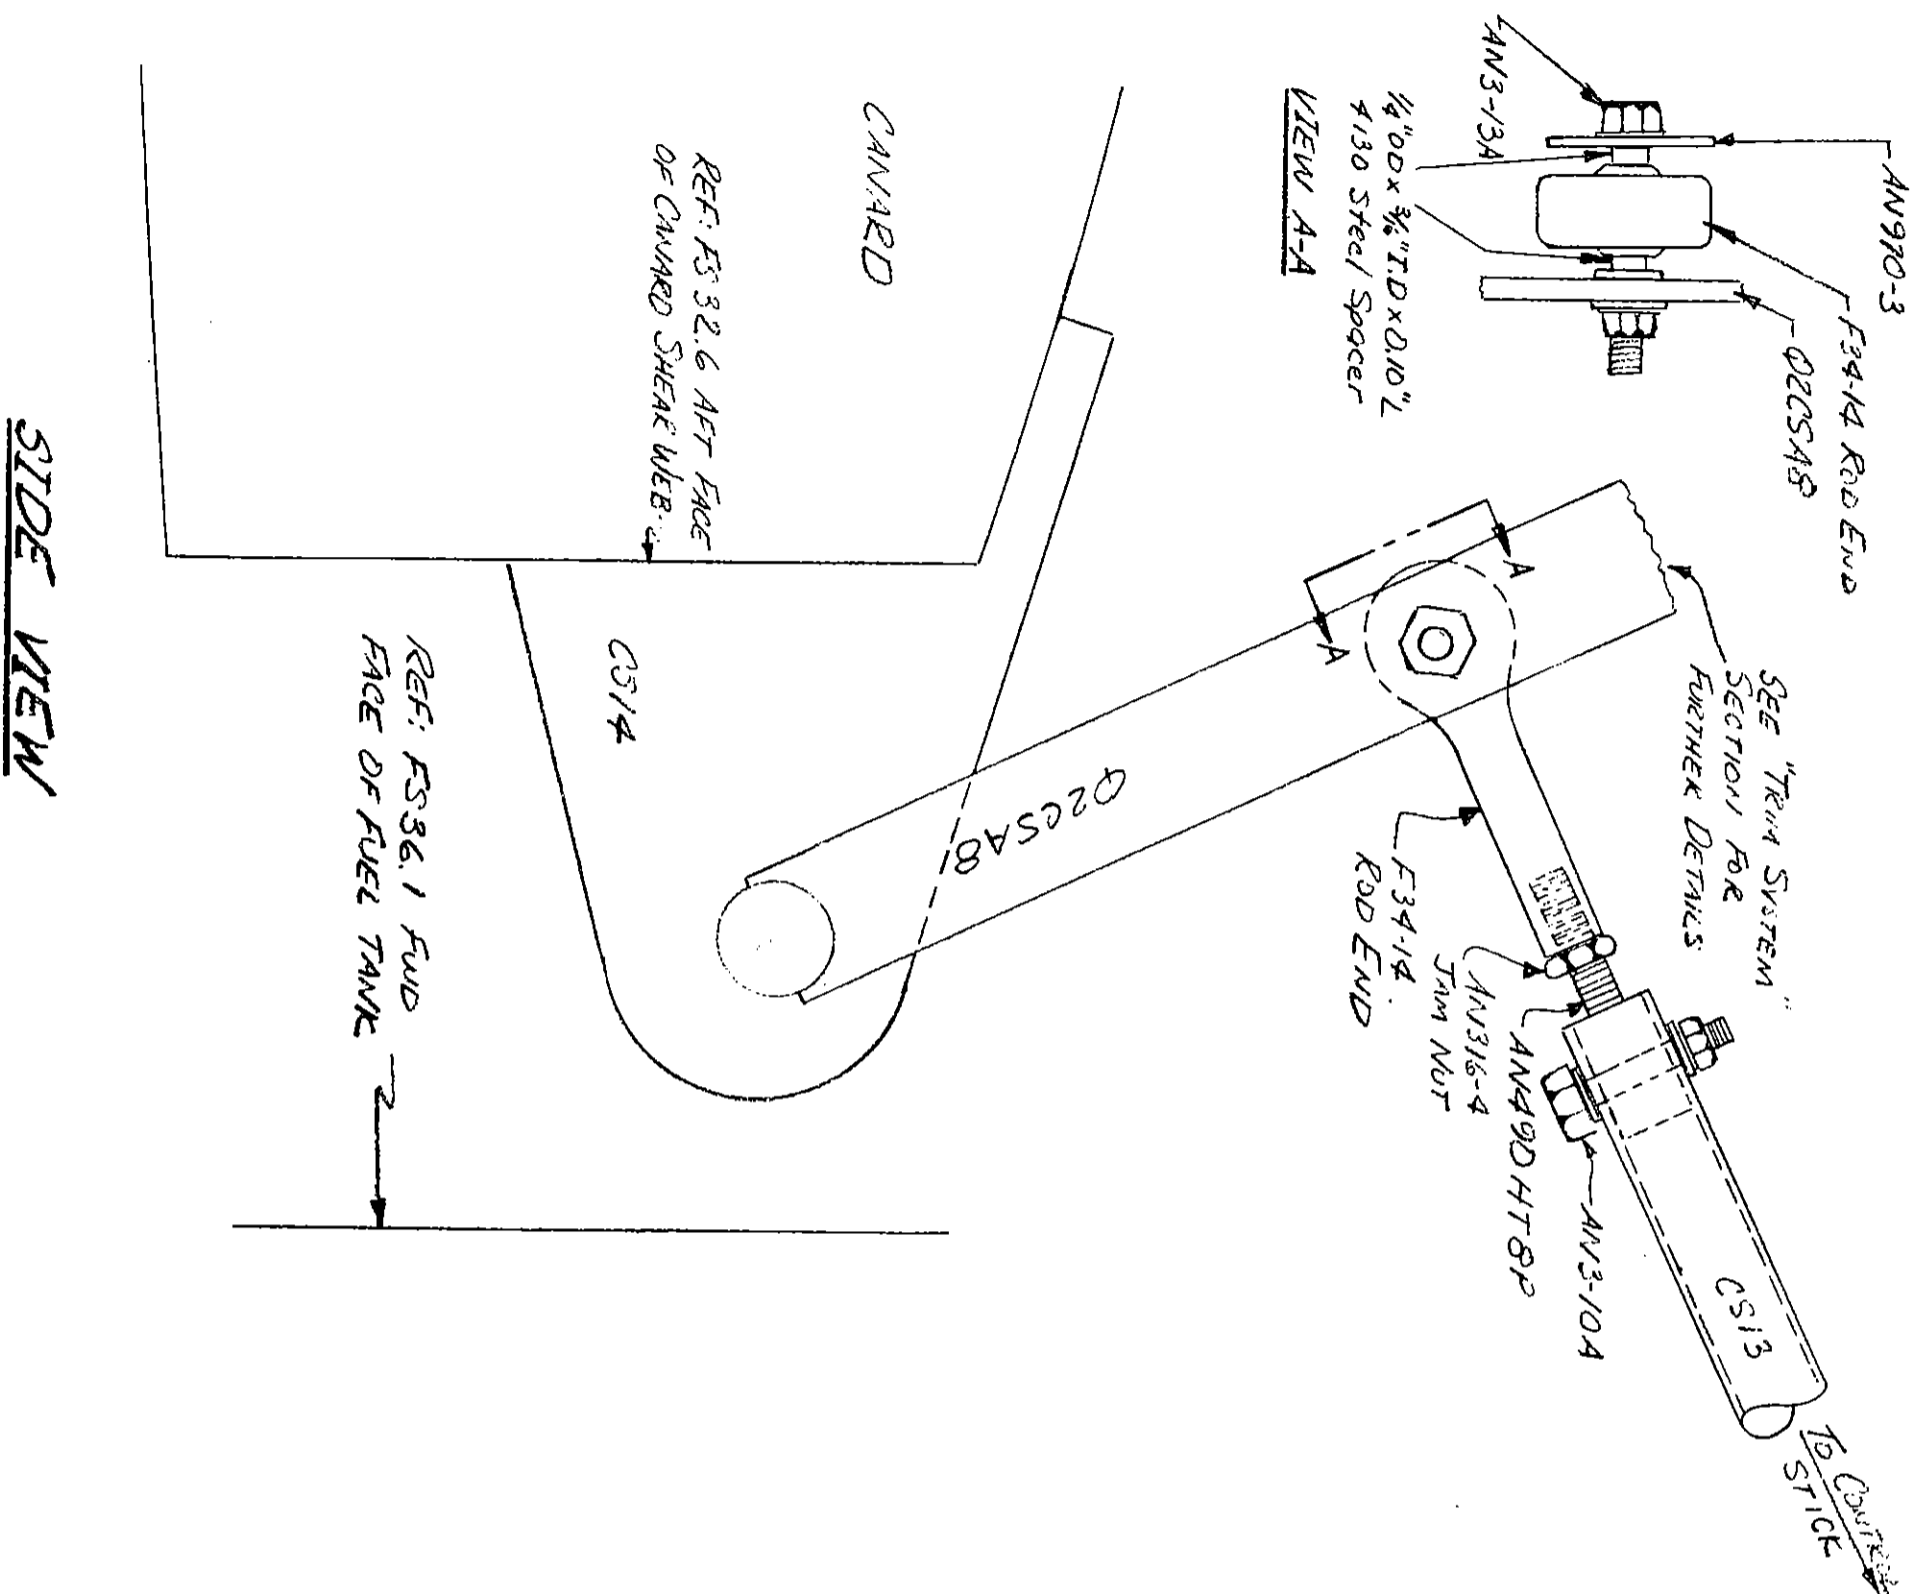 AN970-3
F34-14 ROD END
Q2CSA8
AN3-13A
1/4" OD x 3/16" I.D x 0.10" L
4130 Steel Spacer
VIEW A-A
SEE "TRIM SYSTEM"
SECTION FOR
FURTHER DETAILS
A
A
TO CONTROL
STICK
CS13
AN3-10A
AN490HT8P
AN316-4
JAM NUT
F34-14
ROD END
Q2CSA8
CANARD
REF: FS 32.6 AFT FACE
OF CANARD SHEAR WEB
CS14
REF: FS36.1 FWD
FACE OF FUEL TANK
SIDE VIEW